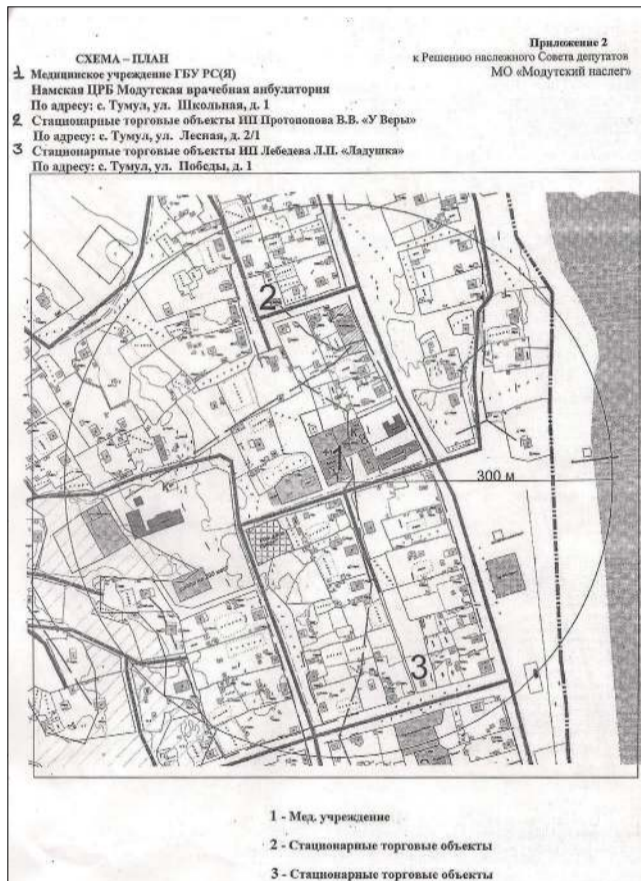 Приложение 2
к Решению наслежного Совета депутатов
МО «Модутский наслег»
СХЕМА – ПЛАН
1 Медицинское учреждение ГБУ РС(Я)
Намская ЦРБ Модутская врачебная анбулатория
По адресу: с. Тумул, ул. Школьная, д. 1
2 Стационарные торговые объекты ИП Протопопова В.В. «У Веры»
По адресу: с. Тумул, ул. Лесная, д. 2/1
3 Стационарные торговые объекты ИП Лебедева Л.П. «Ладушка»
По адресу: с. Тумул, ул. Победы, д. 1
2
1
300 м
3
1 - Мед. учреждение
2 - Стационарные торговые объекты
3 - Стационарные торговые объекты